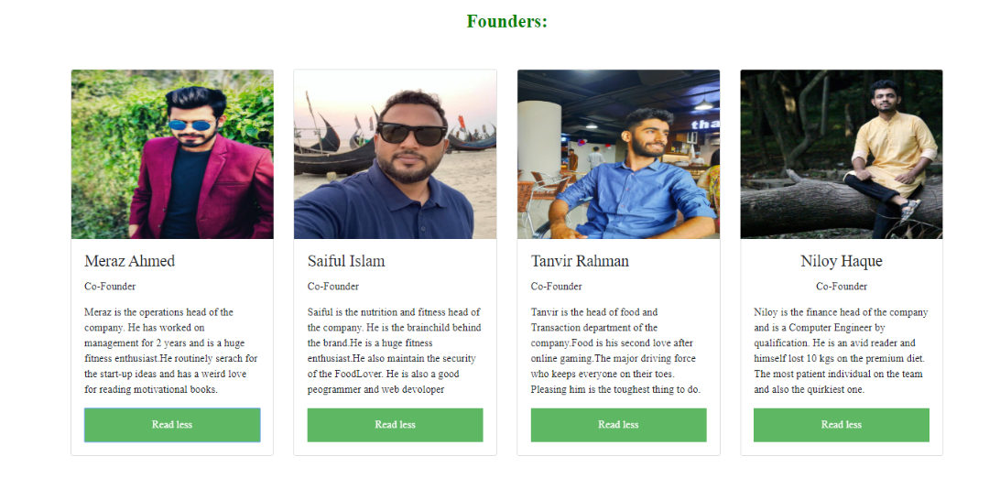 Founders:
tha
Meraz Ahmed
Co-Founder
Meraz is the operations head of the
company. He has worked on
management for 2 years and is a huge
fitness enthusiast.He routinely serach for
the start-up ideas and has a weird love
for reading motivational books.
Read less
Saiful Islam
Co-Founder
Saiful is the nutrition and fitness head of
the company. He is the brainchild behind
the brand.He is a huge fitness
enthusiast.He also maintain the security
of the FoodLover. He is also a good
peogrammer and web devoloper
Read less
Tanvir Rahman
Co-Founder
Tanvir is the head of food and
Transaction department of the
company.Food is his second love after
online gaming.The major driving force
who keeps everyone on their toes.
Pleasing him is the toughest thing to do.
Read less
Niloy Haque
Co-Founder
Niloy is the finance head of the company
and is a Computer Engineer by
qualification. He is an avid reader and
himself lost 10 kgs on the premium diet.
The most patient individual on the team
and also the quirkiest one.
Read less